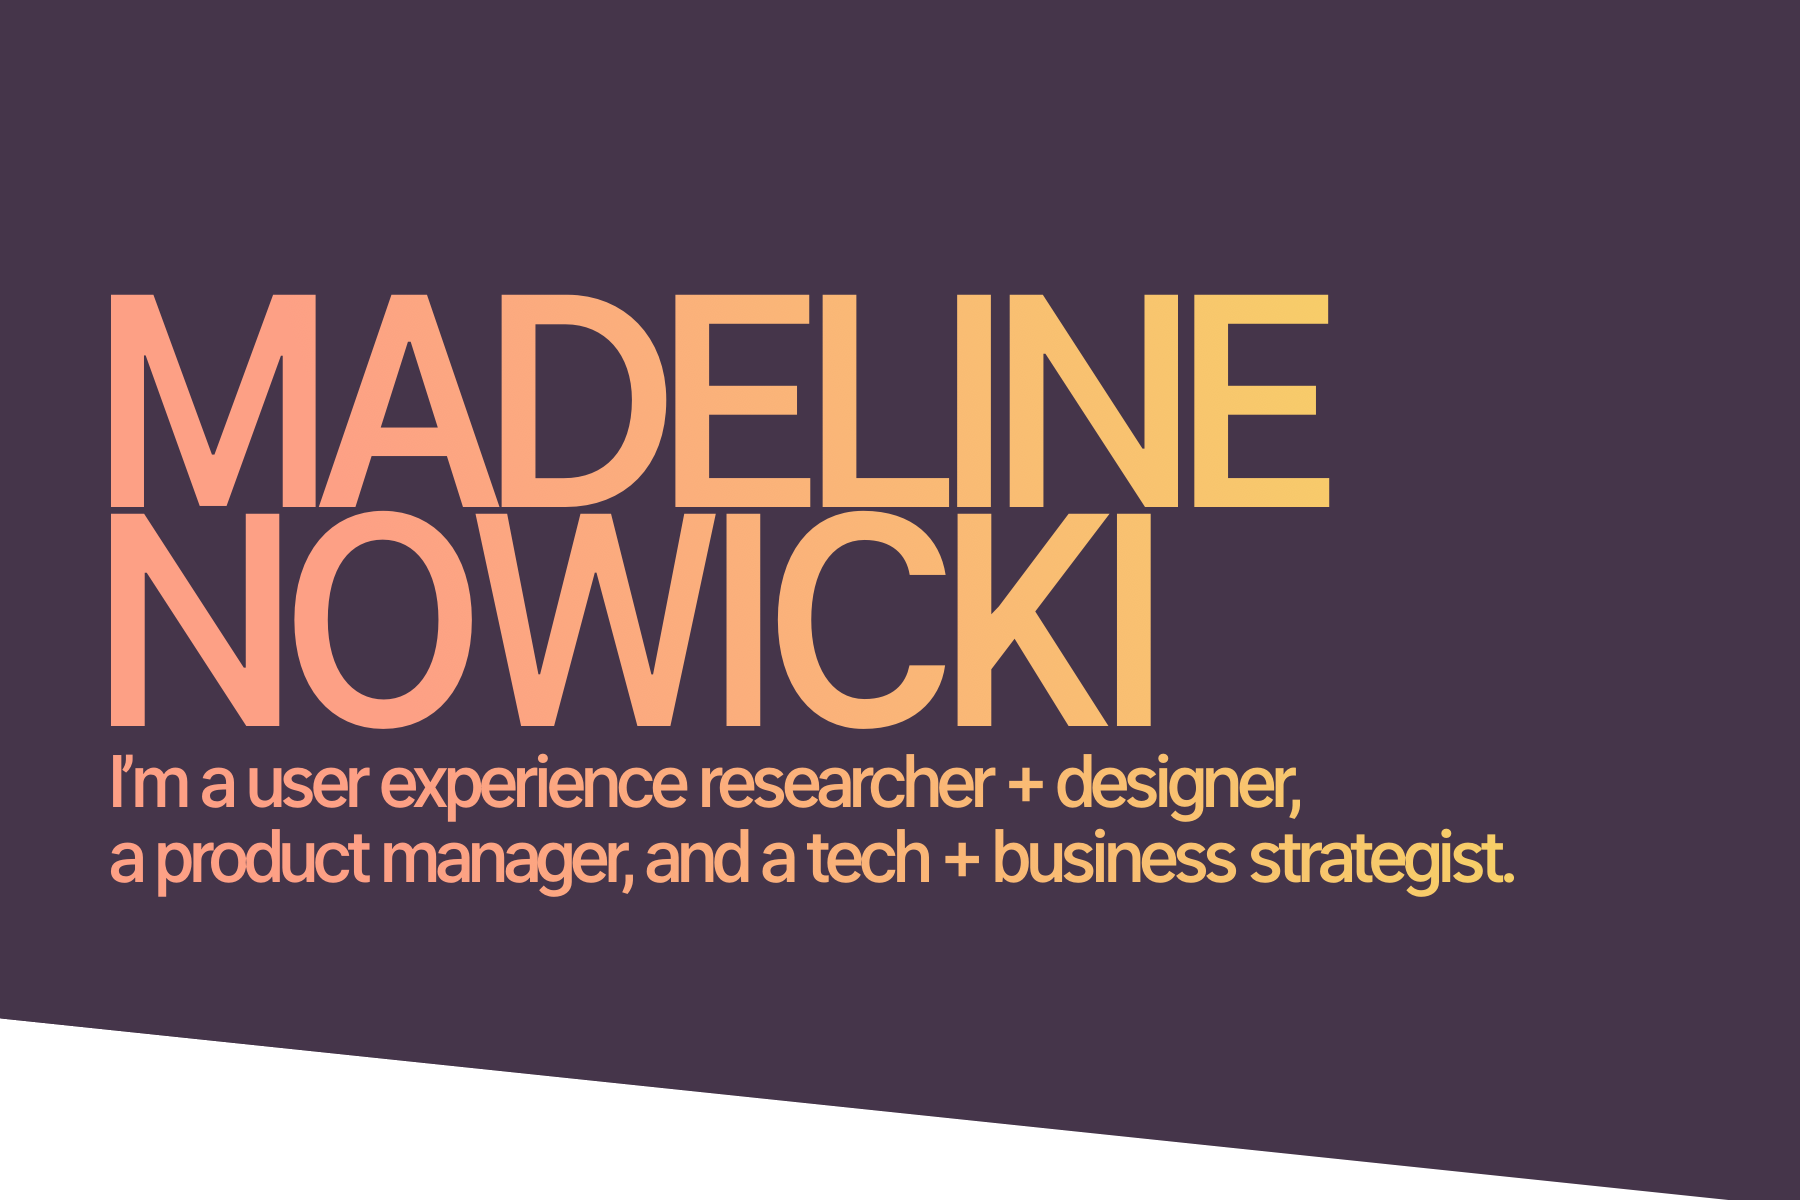 MADELINE
NOWICKI
I’m a user experience researcher + designer,
a product manager, and a tech + business strategist.